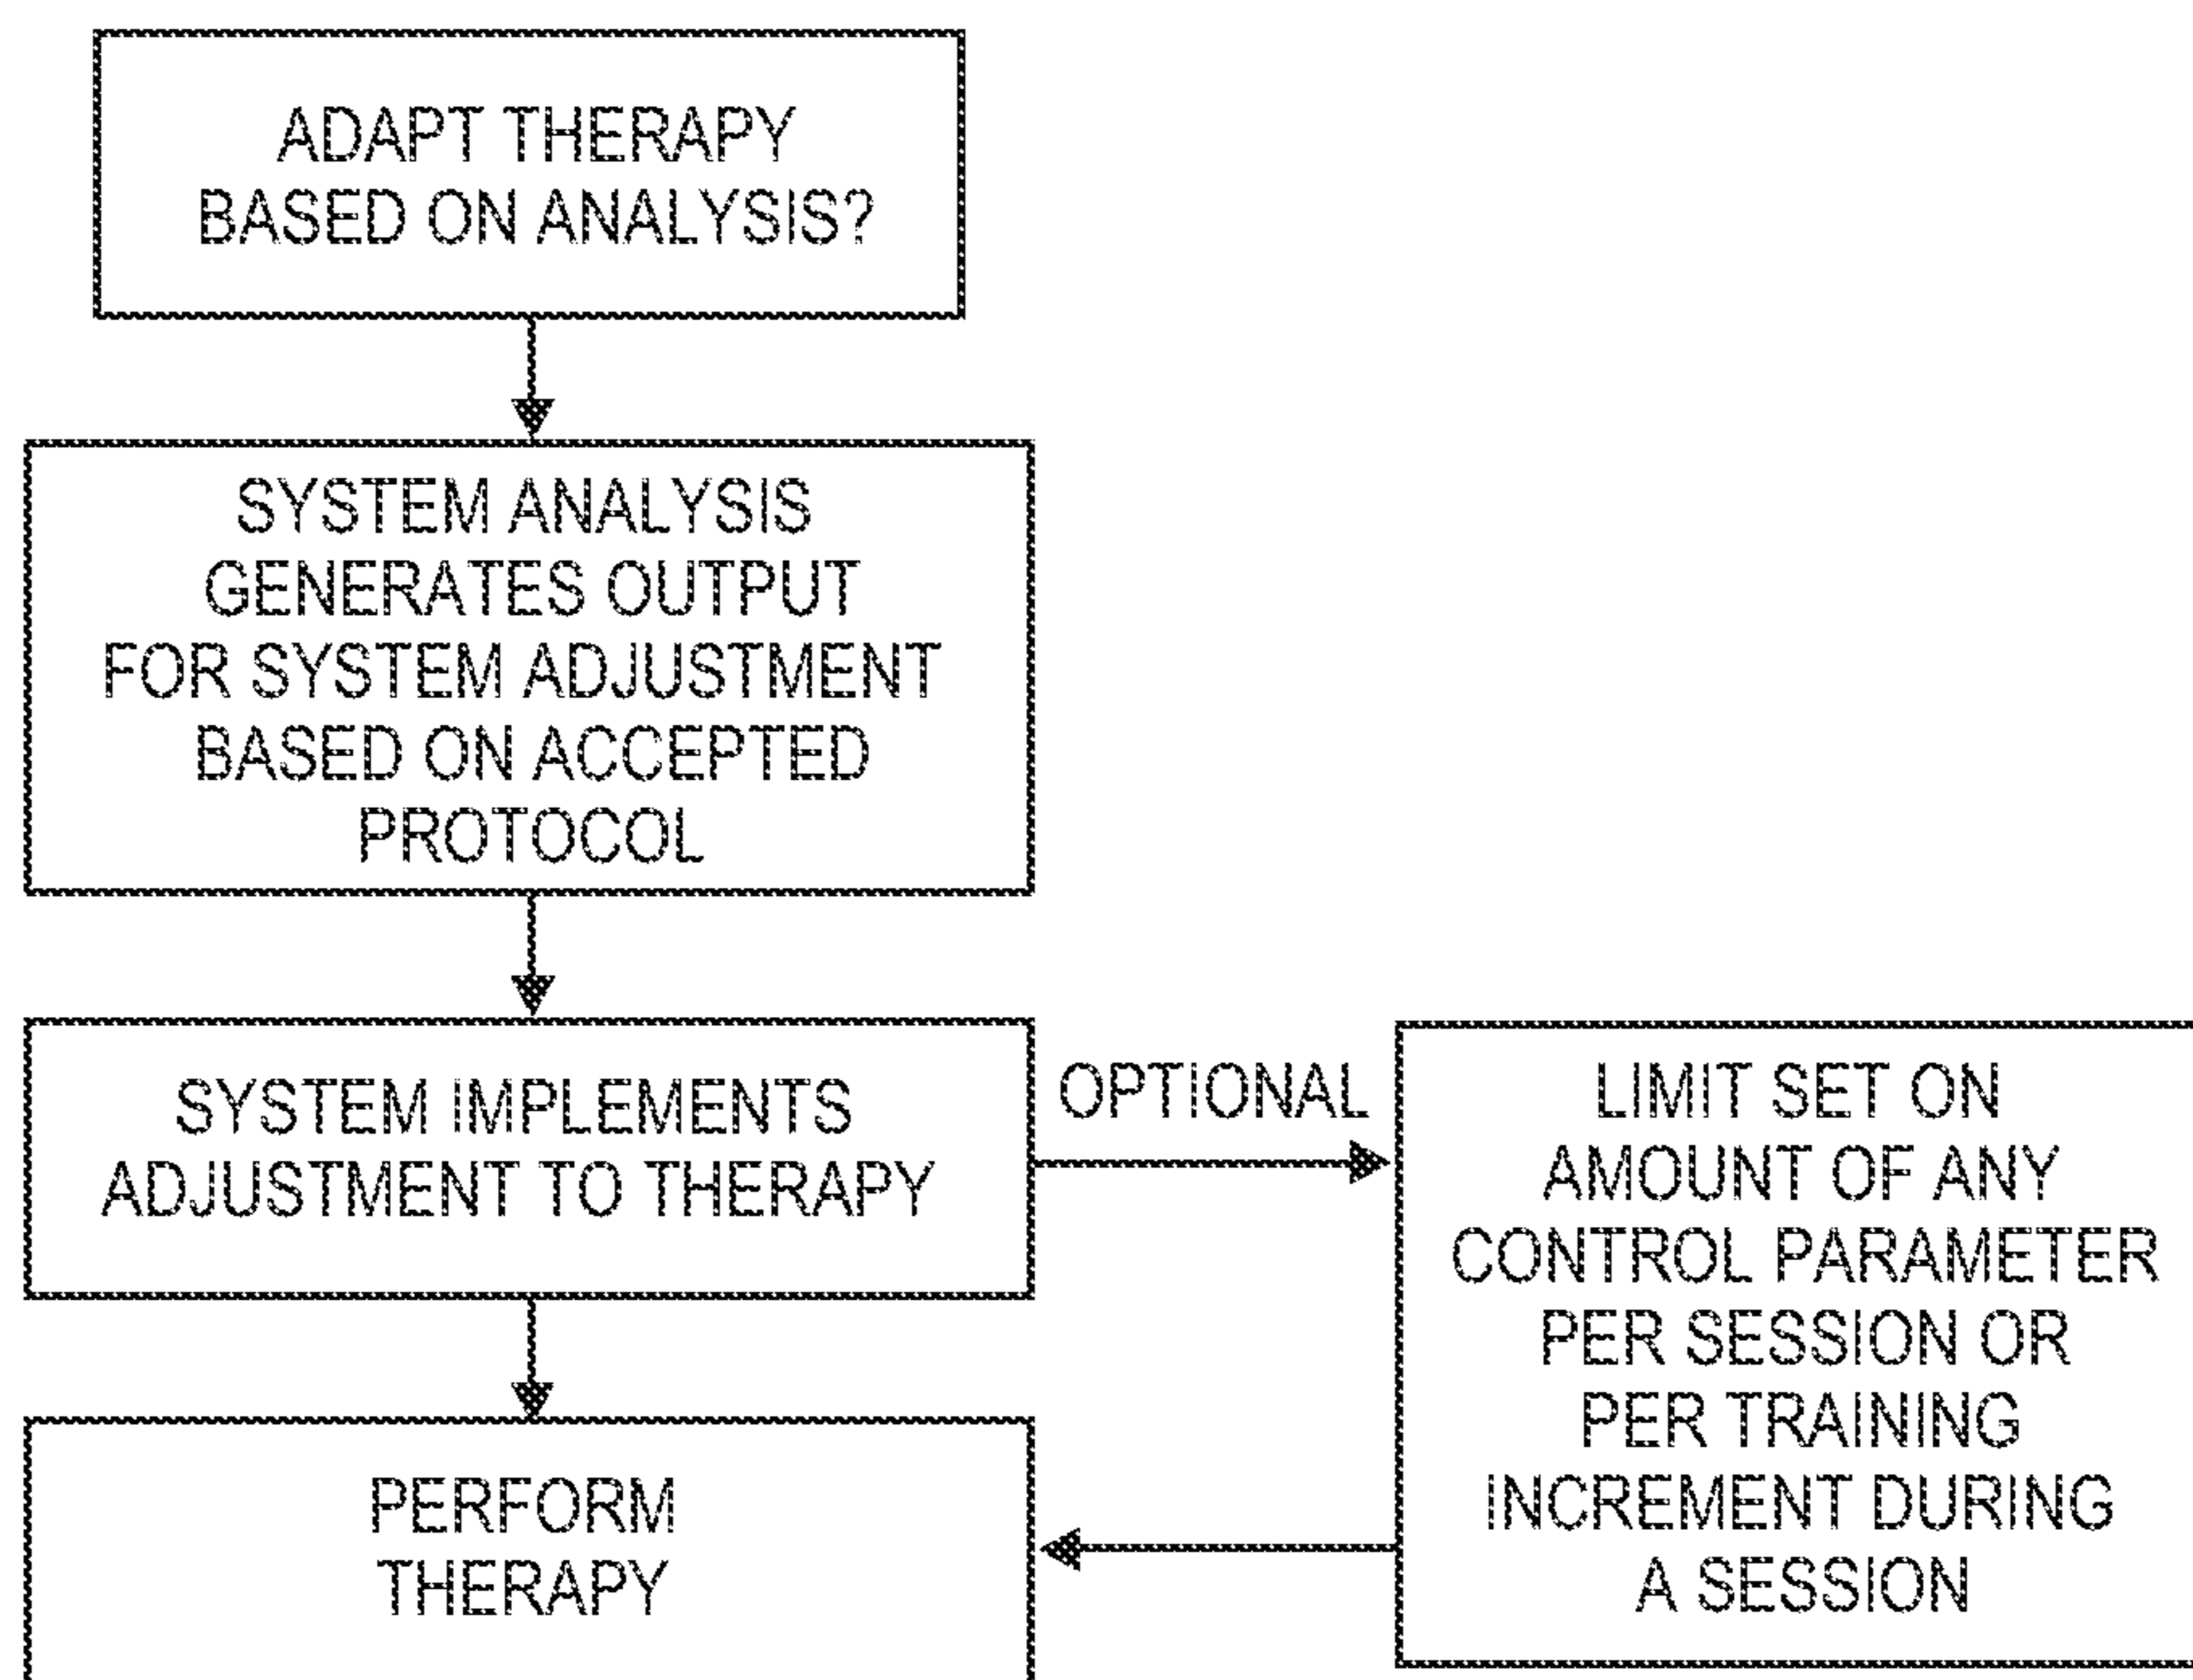 ADAPT THERAPY
BASED ON ANALYSIS?
SYSTEM ANALYSIS
GENERATES OUTPUT
FOR SYSTEM ADJUSTMENT
BASED ON ACCEPTED
PROTOCOL
SYSTEM IMPLEMENTS
ADJUSTMENT TO THERAPY
OPTIONAL
LIMIT SET ON
AMOUNT OF ANY
CONTROL PARAMETER
PER SESSION OR
PER TRAINING
INCREMENT DURING
A SESSION
PERFORM
THERAPY